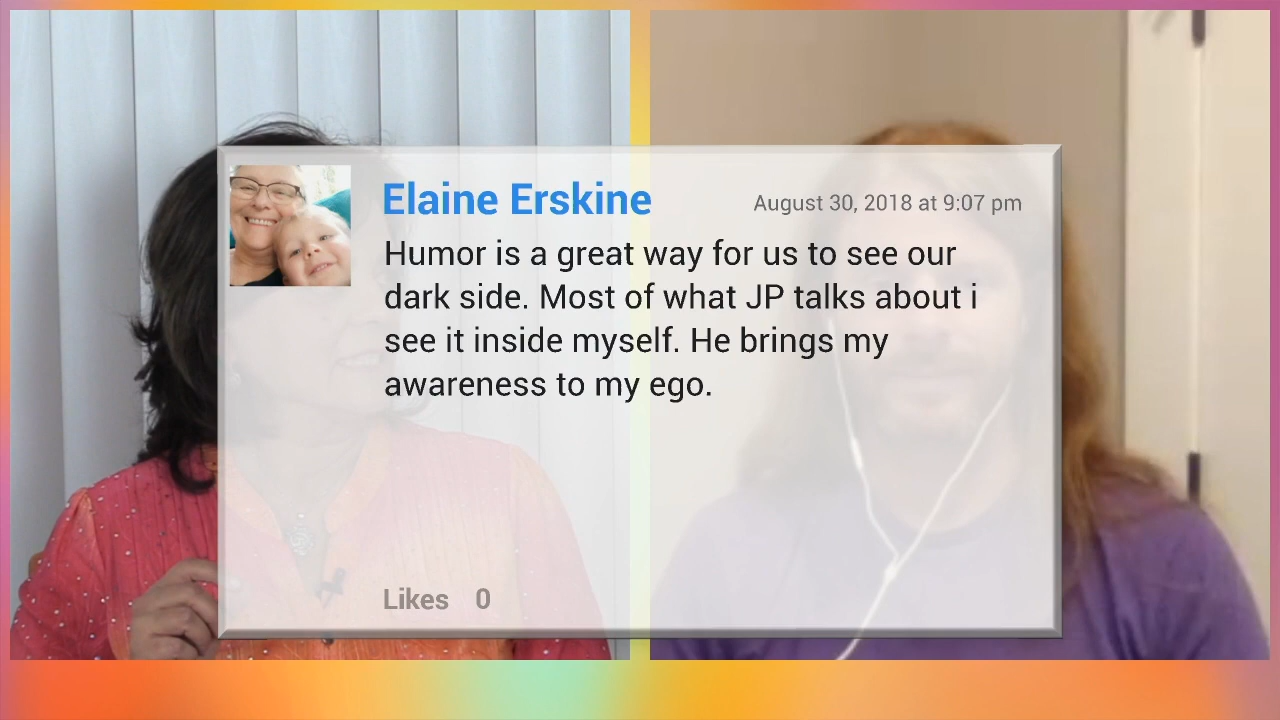 Elaine Erskine
August 30, 2018 at 9:07 pm
Humor is a great way for us to see our
dark side. Most of what JP talks about i
see it inside myself. He brings my
awareness to my ego.
Likes 0